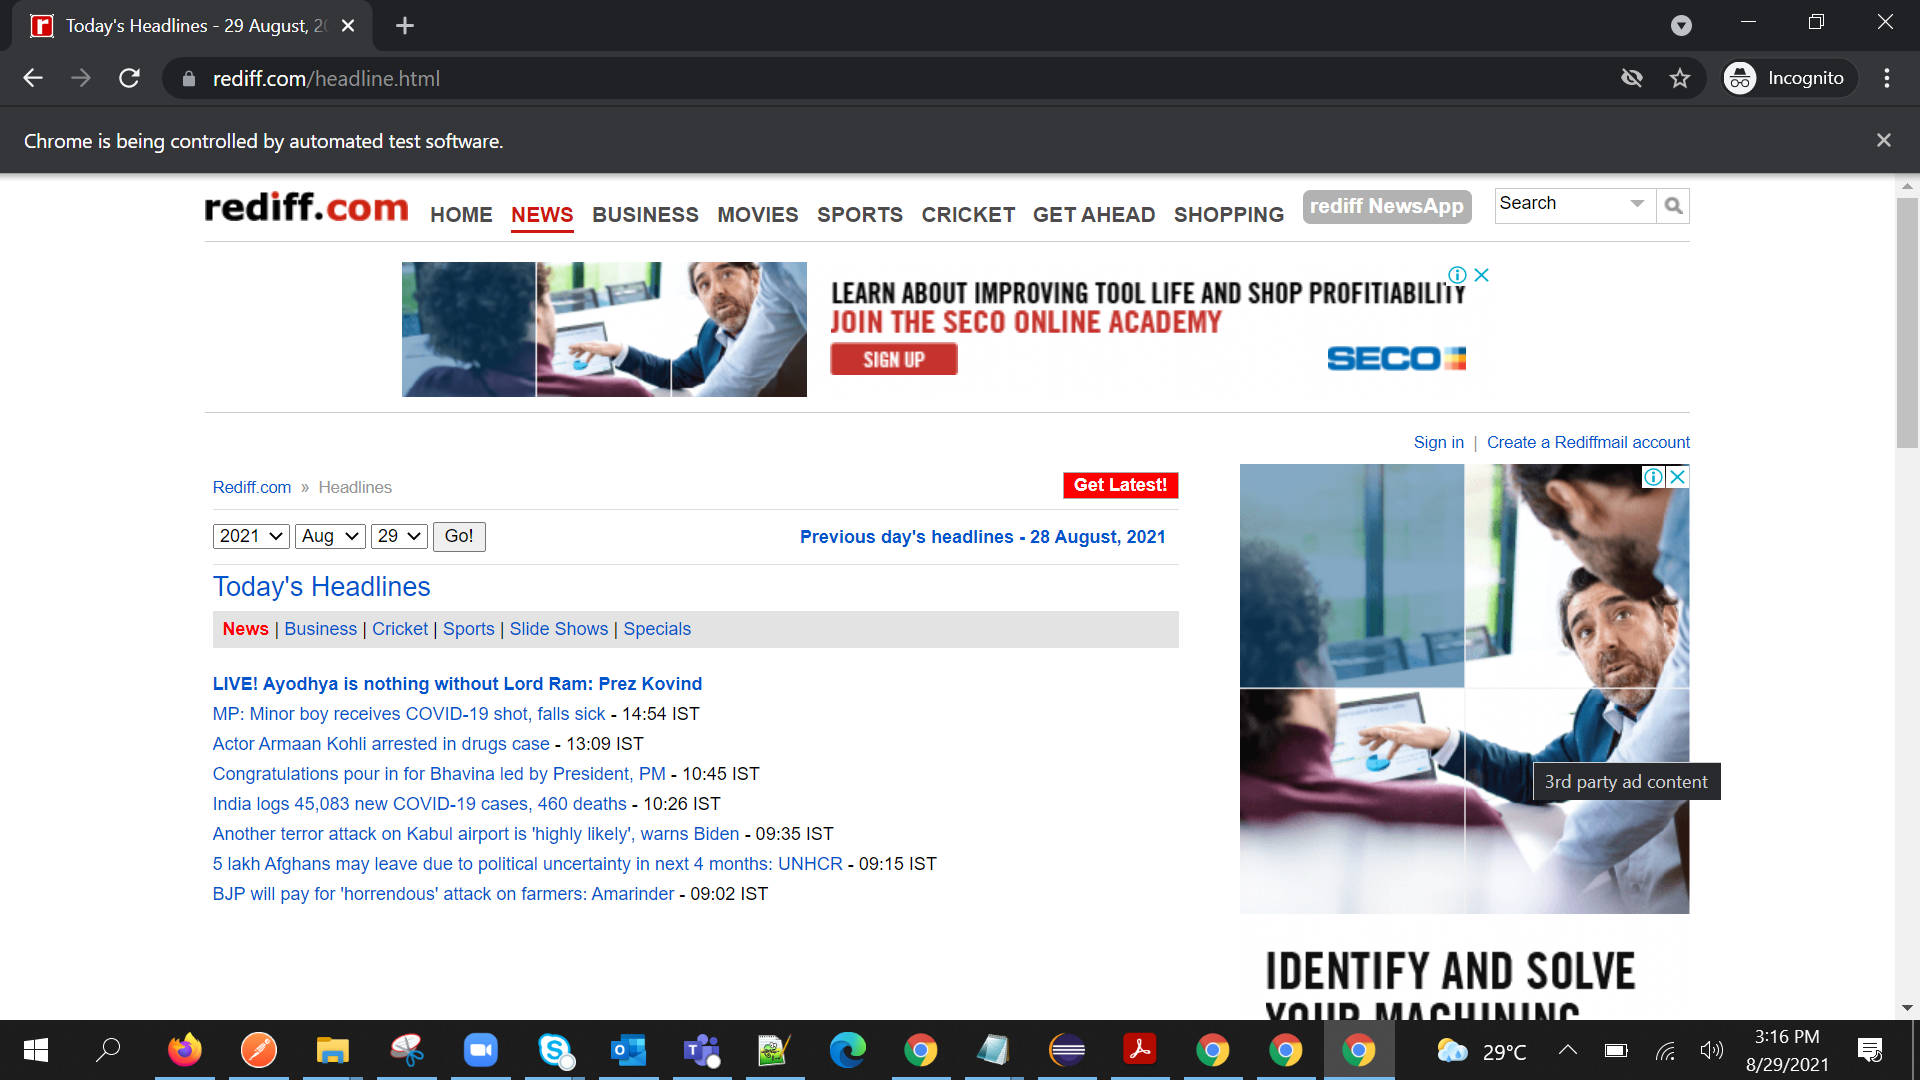 Today's Headlines - 29 August, 20
rediff.com/headline.html
Incognito
Chrome is being controlled by automated test software.
rediff.com HOME NEWS BUSINESS MOVIES SPORTS CRICKET GET AHEAD SHOPPING rediff NewsApp Search
LEARN ABOUT IMPROVING TOOL LIFE AND SHOP PROFITIABILITY
JOIN THE SECO ONLINE ACADEMY
SIGN UP
SECO
Sign in | Create a Rediffmail account
Rediff.com » Headlines
Get Latest!
2021 Aug 29 Go!
Previous day's headlines - 28 August, 2021
Today's Headlines
News | Business | Cricket | Sports | Slide Shows | Specials
LIVE! Ayodhya is nothing without Lord Ram: Prez Kovind
MP: Minor boy receives COVID-19 shot, falls sick - 14:54 IST
Actor Armaan Kohli arrested in drugs case - 13:09 IST
Congratulations pour in for Bhavina led by President, PM - 10:45 IST
India logs 45,083 new COVID-19 cases, 460 deaths - 10:26 IST
Another terror attack on Kabul airport is 'highly likely', warns Biden - 09:35 IST
5 lakh Afghans may leave due to political uncertainty in next 4 months: UNHCR - 09:15 IST
BJP will pay for 'horrendous' attack on farmers: Amarinder - 09:02 IST
3rd party ad content
IDENTIFY AND SOLVE
YOUR MACHINING
29°C
3:16 PM
8/29/2021